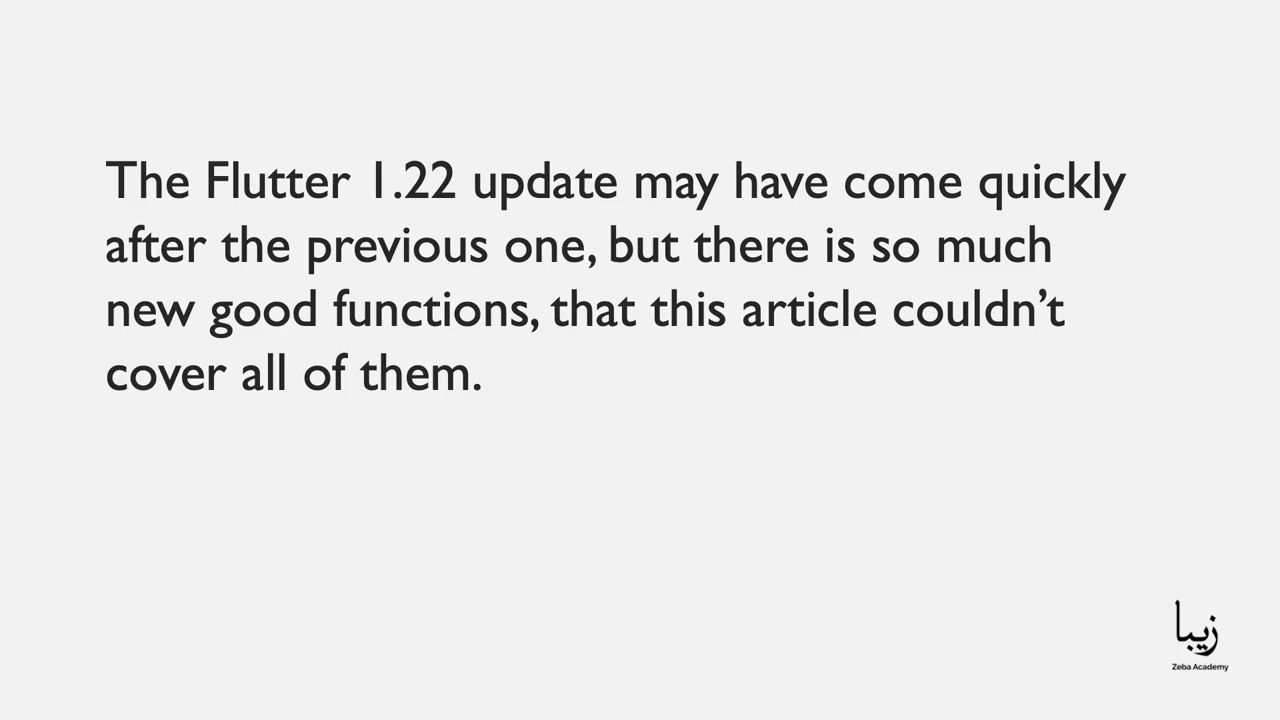 The Flutter 1.22 update may have come quickly
after the previous one, but there is so much
new good functions, that this article couldn’t
cover all of them.
زیبا
Zeba Academy